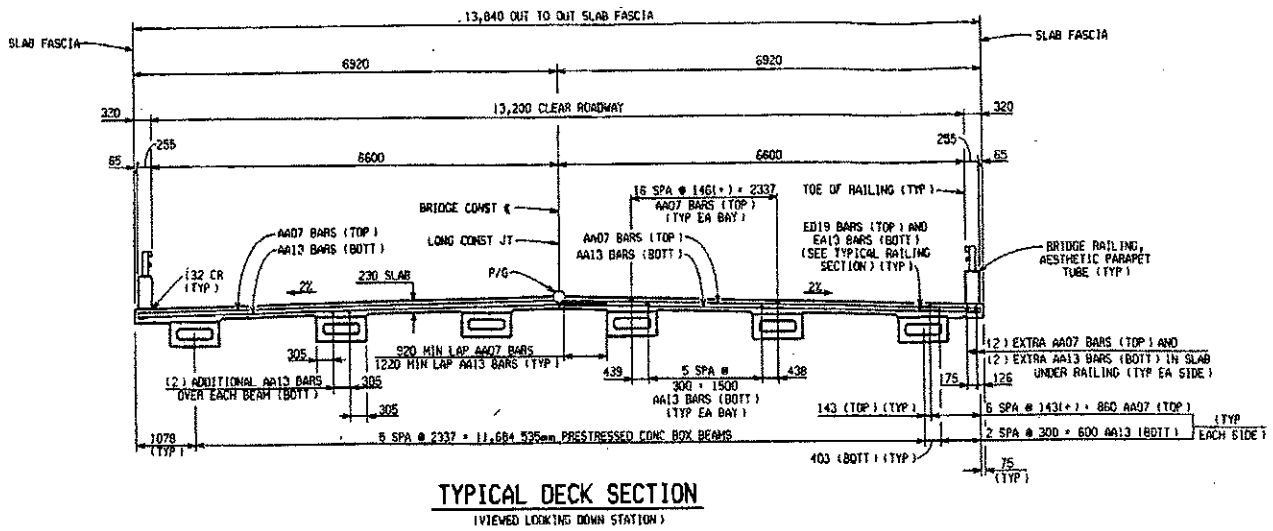 13,840 OUT TO OUT SLAB FASCIA
SLAB FASCIA
SLAB FASCIA
6920
6920
320
13,200 CLEAR ROADWAY
320
255
255
65
6600
6600
65
16 SPA @ 146(+) = 2337
AA07 BARS (TOP)
(TYP EA BAY)
TOE OF RAILING (TYP)
BRIDGE CONST ℄
LONG CONST JT
P/G
AA07 BARS (TOP)
AA13 BARS (BOTT)
AA07 BARS (TOP)
AA13 BARS (BOTT)
ED19 BARS (TOP) AND
EA13 BARS (BOTT)
(SEE TYPICAL RAILING
SECTION) (TYP)
BRIDGE RAILING,
AESTHETIC PARAPET
TUBE (TYP)
132 CR
(TYP)
2%
230 SLAB
2%
305
920 MIN LAP AA07 BARS
1220 MIN LAP AA13 BARS (TYP)
(2) ADDITIONAL AA13 BARS
OVER EACH BEAM (BOTT)
305
305
439
5 SPA @
300 = 1500
AA13 BARS (BOTT)
(TYP EA BAY)
438
(2) EXTRA AA07 BARS (TOP) AND
(2) EXTRA AA13 BARS (BOTT) IN SLAB
UNDER RAILING (TYP EA SIDE)
175
126
143 (TOP) (TYP)
6 SPA @ 143(+) = 860 AA07 (TOP)
2 SPA @ 300 = 600 AA13 (BOTT)
(TYP
EACH SIDE)
1078
(TYP)
5 SPA @ 2337 = 11,684 535mm PRESTRESSED CONC BOX BEAMS
403 (BOTT) (TYP)
75
(TYP)
TYPICAL DECK SECTION
(VIEWED LOOKING DOWN STATION)